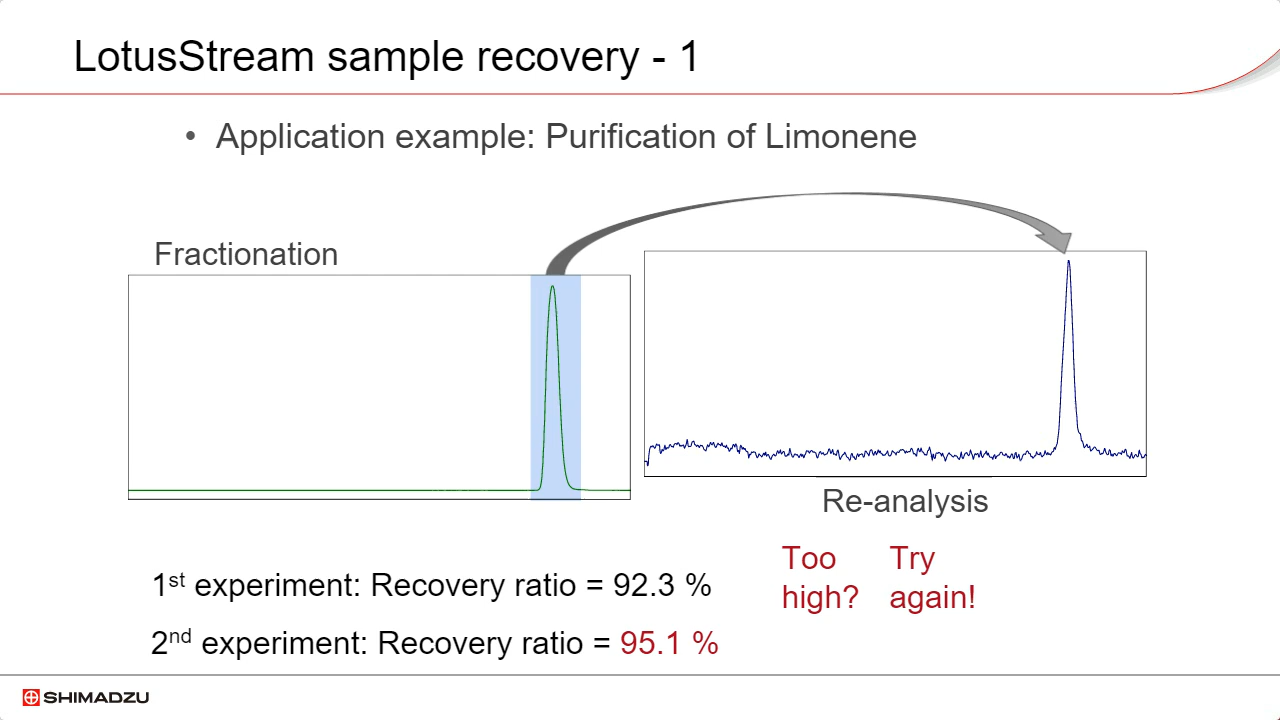 LotusStream sample recovery - 1
• Application example: Purification of Limonene
Fractionation
Re-analysis
1st experiment: Recovery ratio = 92.3 %
Too high?
Try again!
2nd experiment: Recovery ratio = 95.1 %
SHIMADZU